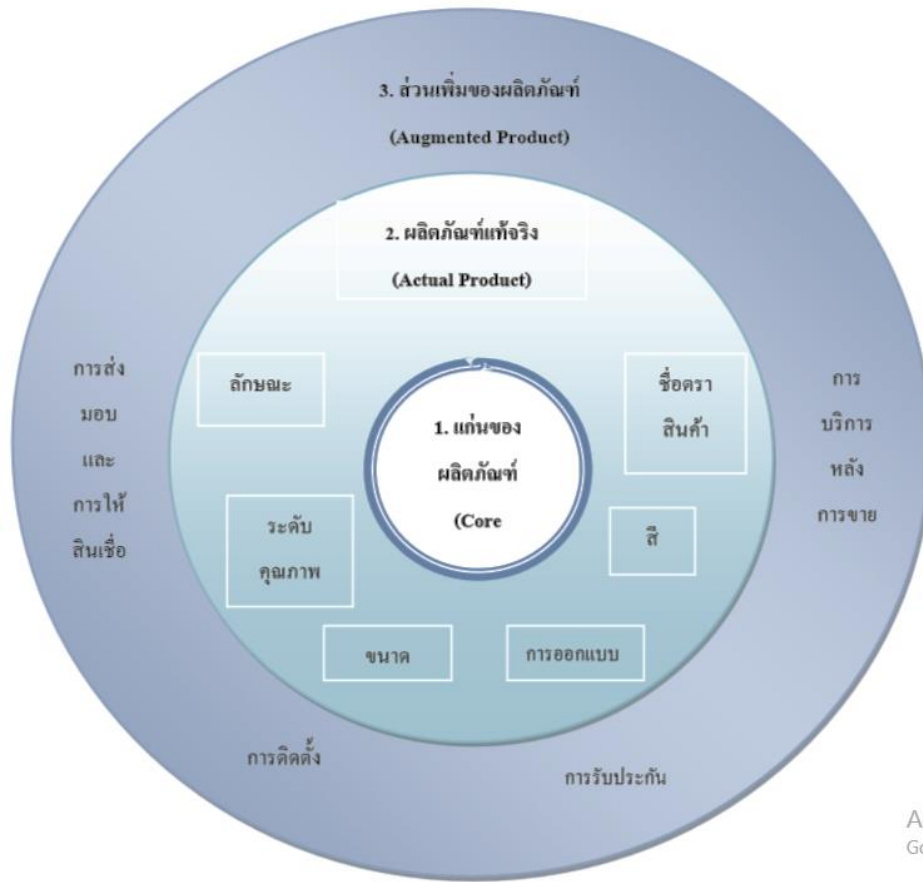 3. ส่วนเพิ่มของผลิตภัณฑ์
(Augmented Product)
2. ผลิตภัณฑ์แท้จริง
(Actual Product)
การส่ง
มอบ
และ
การให้
สินเชื่อ
ลักษณะ
ระดับ
คุณภาพ
1. แก่นของ
ผลิตภัณฑ์
(Core
ชื่อตรา
สินค้า
สี
ขนาด
การออกแบบ
การ
บริการ
หลัง
การขาย
การติดตั้ง
การรับประกัน